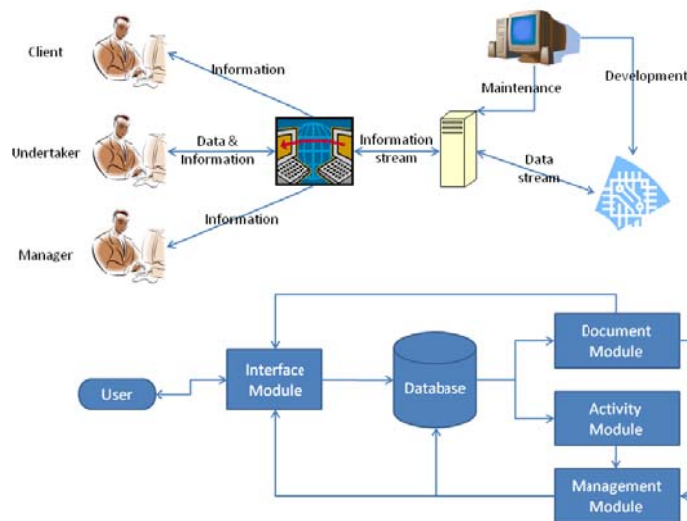 Client
Information
Maintenance
Development
Undertaker
Data &
Information
Information
stream
Data
stream
Information
Manager
Document
Module
Interface
Module
Database
User
Activity
Module
Management
Module